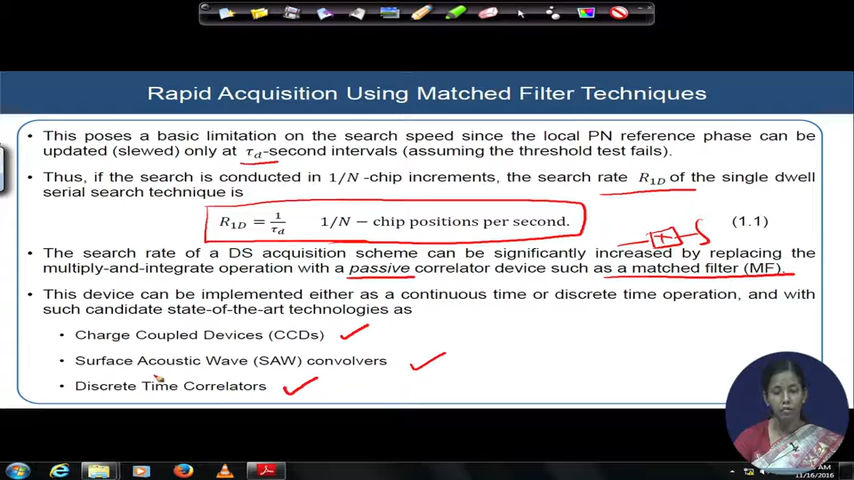 Rapid Acquisition Using Matched Filter Techniques
• This poses a basic limitation on the search speed since the local PN reference phase can be
updated (slewed) only at τd-second intervals (assuming the threshold test fails).
• Thus, if the search is conducted in 1/N -chip increments, the search rate R1D of the single dwell
serial search technique is
R1D = 1/τd 1/N − chip positions per second. (1.1)
• The search rate of a DS acquisition scheme can be significantly increased by replacing the
multiply-and-integrate operation with a passive correlator device such as a matched filter (MF).
• This device can be implemented either as a continuous time or discrete time operation, and with
such candidate state-of-the-art technologies as
• Charge Coupled Devices (CCDs)
• Surface Acoustic Wave (SAW) convolvers
• Discrete Time Correlators
11/16/2016